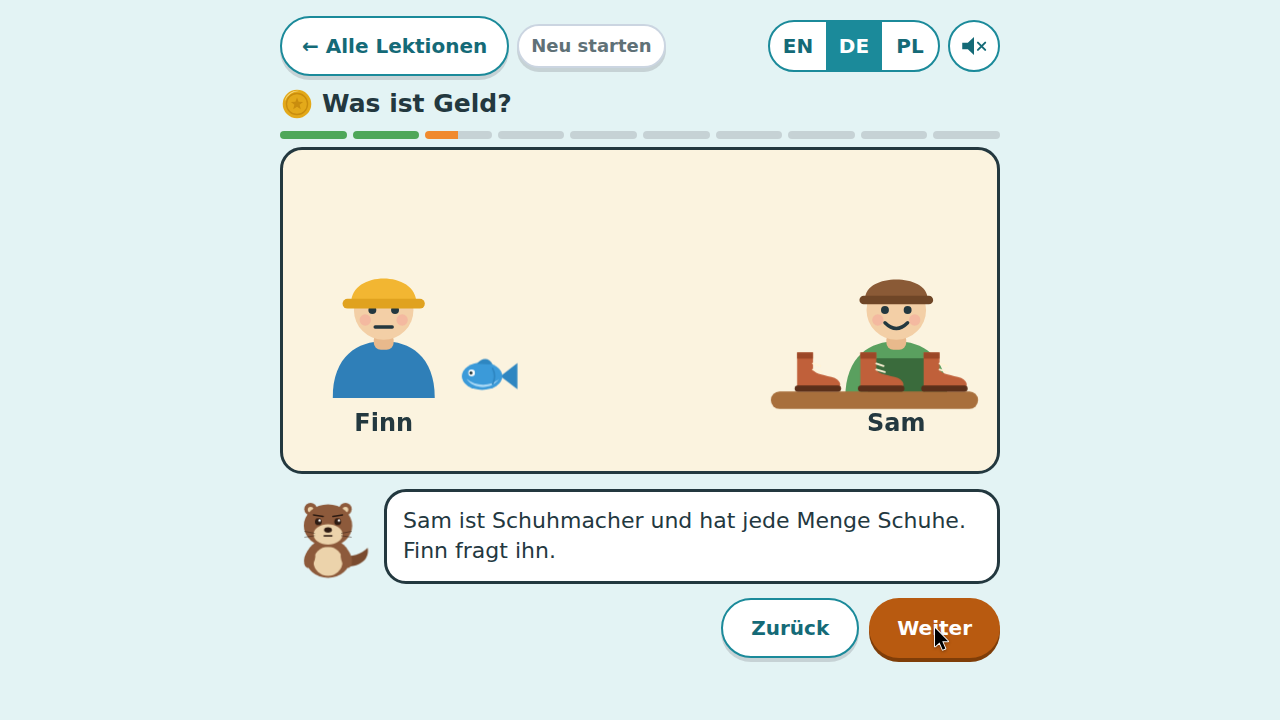 ← Alle Lektionen
Neu starten
EN DE PL
Was ist Geld?
Finn
Sam
Sam ist Schuhmacher und hat jede Menge Schuhe.
Finn fragt ihn.
Zurück
Weiter